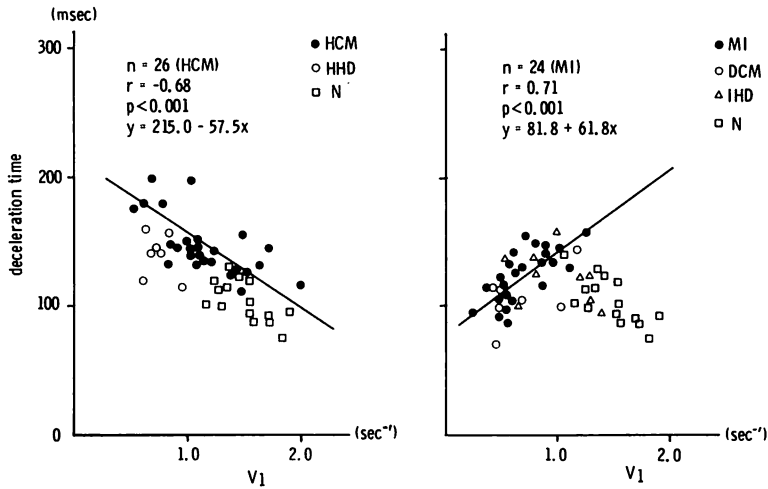 (msec)
300
200
100
0
deceleration time
n = 26 (HCM)
r = -0.68
p<0.001
y = 215.0 - 57.5x
● HCM
○ HHD
□ N
1.0
2.0
(sec⁻¹)
V1
n = 24 (MI)
r = 0.71
p<0.001
y = 81.8 + 61.8x
● MI
○ DCM
△ IHD
□ N
1.0
2.0
(sec⁻¹)
V1